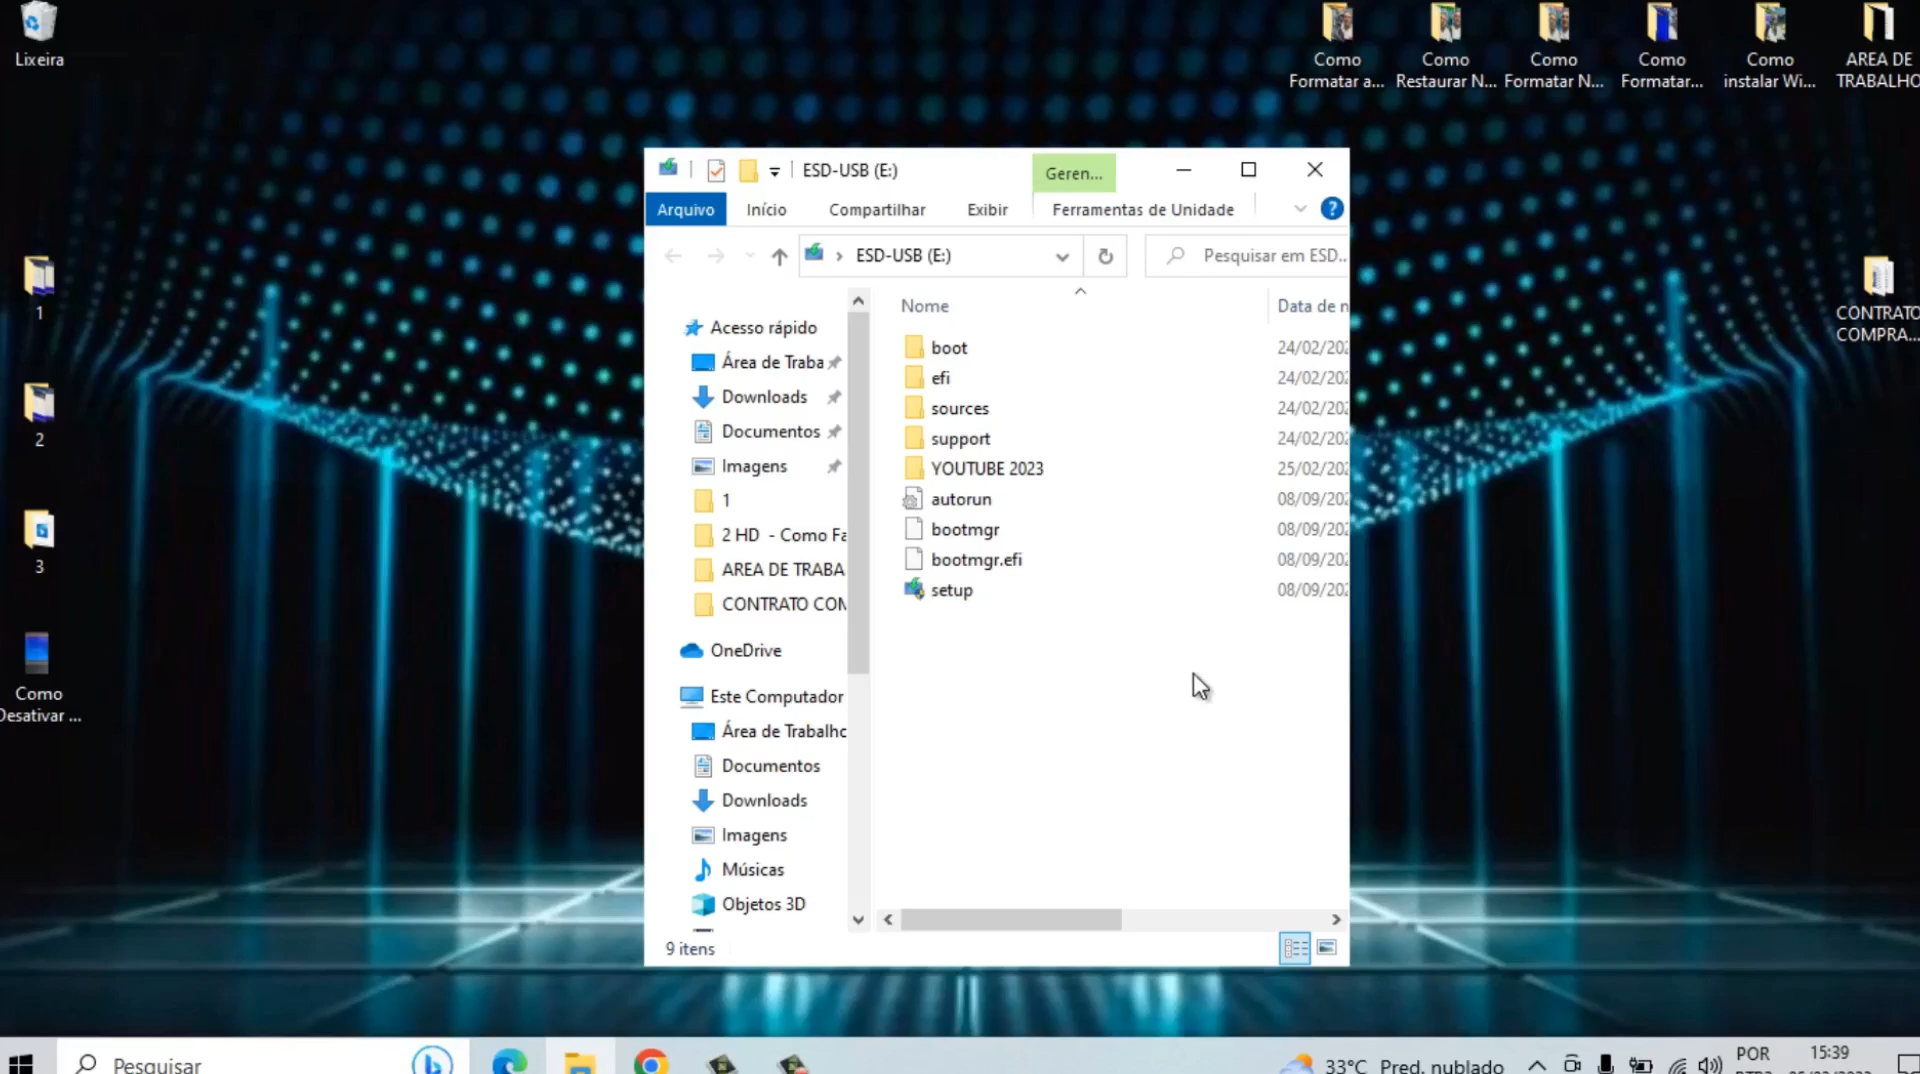 Lixeira
Como
Formatar a...
Como
Restaurar N...
Como
Formatar N...
Como
Formatar...
Como
instalar Wi...
AREA DE
TRABALHO
1
2
3
Como
Desativar ...
CONTRATO
COMPRA...
ESD-USB (E:)
Geren...
Arquivo
Início
Compartilhar
Exibir
Ferramentas de Unidade
?
ESD-USB (E:)
Pesquisar em ESD...
Acesso rápido
Área de Traba
Downloads
Documentos
Imagens
1
2 HD - Como Fa
AREA DE TRABA
CONTRATO COM
OneDrive
Este Computador
Área de Trabalho
Documentos
Downloads
Imagens
Músicas
Objetos 3D
Nome
Data de
boot 24/02/202
efi 24/02/202
sources 24/02/202
support 24/02/202
YOUTUBE 2023 25/02/202
autorun 08/09/202
bootmgr 08/09/202
bootmgr.efi 08/09/202
setup 08/09/202
9 itens
Pesquisar
33°C Pred. nublado
POR
15:39